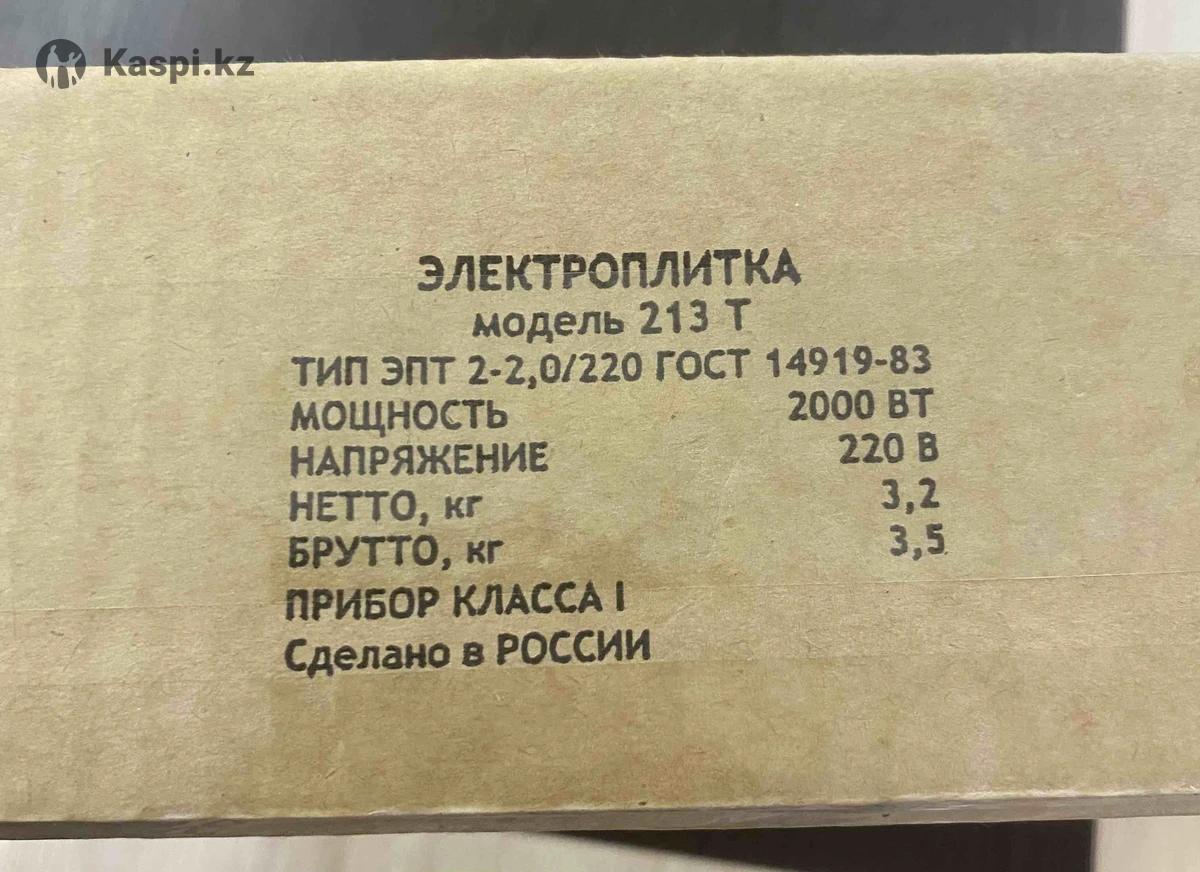 Kaspi.kz
ЭЛЕКТРОПЛИТКА
модель 213 Т
ТИП ЭПТ 2-2,0/220 ГОСТ 14919-83
МОЩНОСТЬ 2000 ВТ
НАПРЯЖЕНИЕ 220 В
НЕТТО, кг 3,2
БРУТТО, кг 3,5
ПРИБОР КЛАССА I
Сделано в РОССИИ